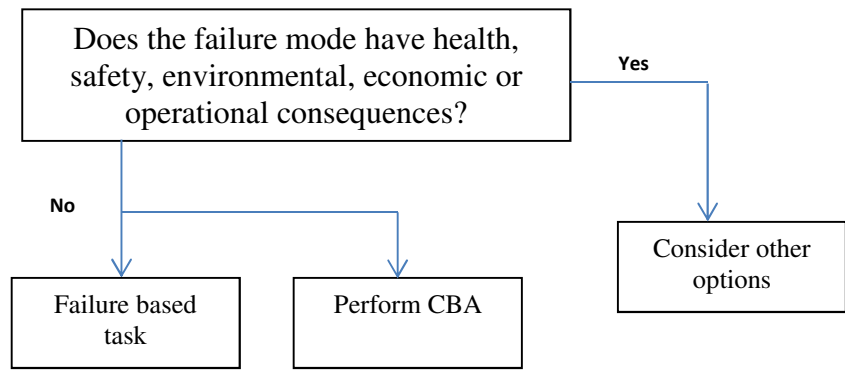 Does the failure mode have health,
safety, environmental, economic or
operational consequences?
Yes
No
Failure based
task
Perform CBA
Consider other
options